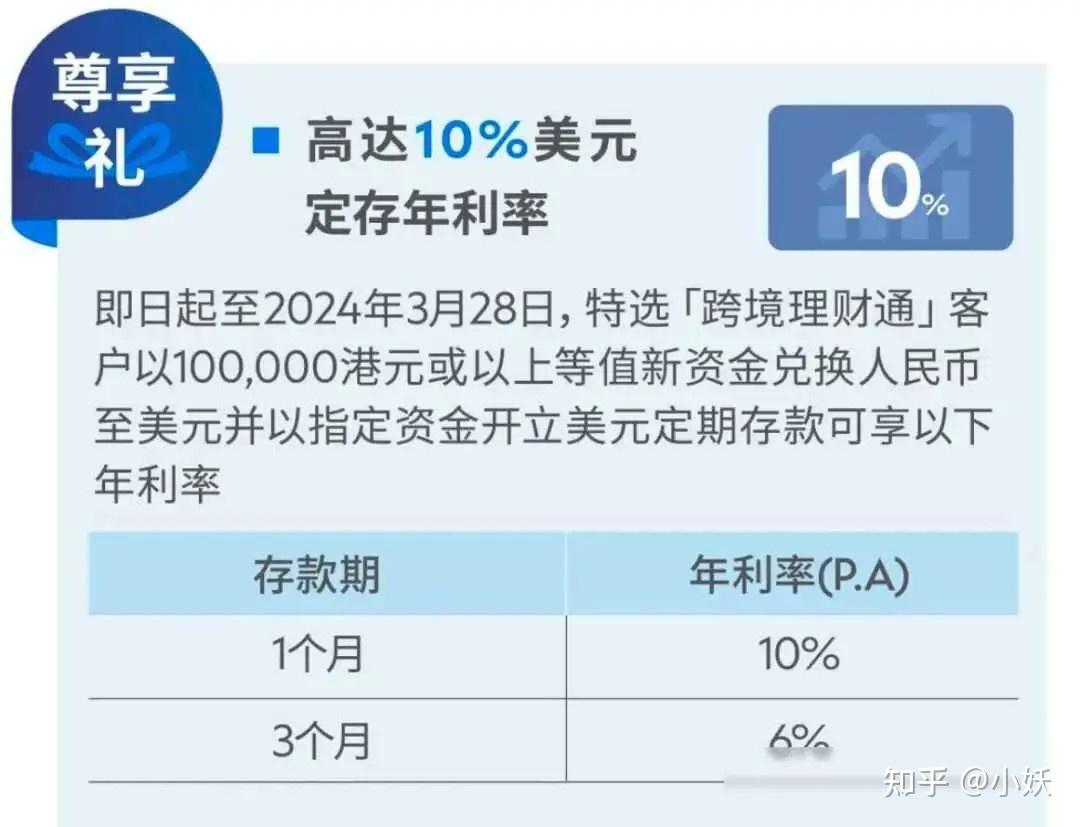 尊享
礼
■ 高达10%美元
定存年利率
10%
即日起至2024年3月28日，特选「跨境理财通」客
户以100,000港元或以上等值新资金兑换人民币
至美元并以指定资金开立美元定期存款可享以下
年利率
存款期 年利率(P.A)
1个月 10%
3个月 6%
知乎 @小妖